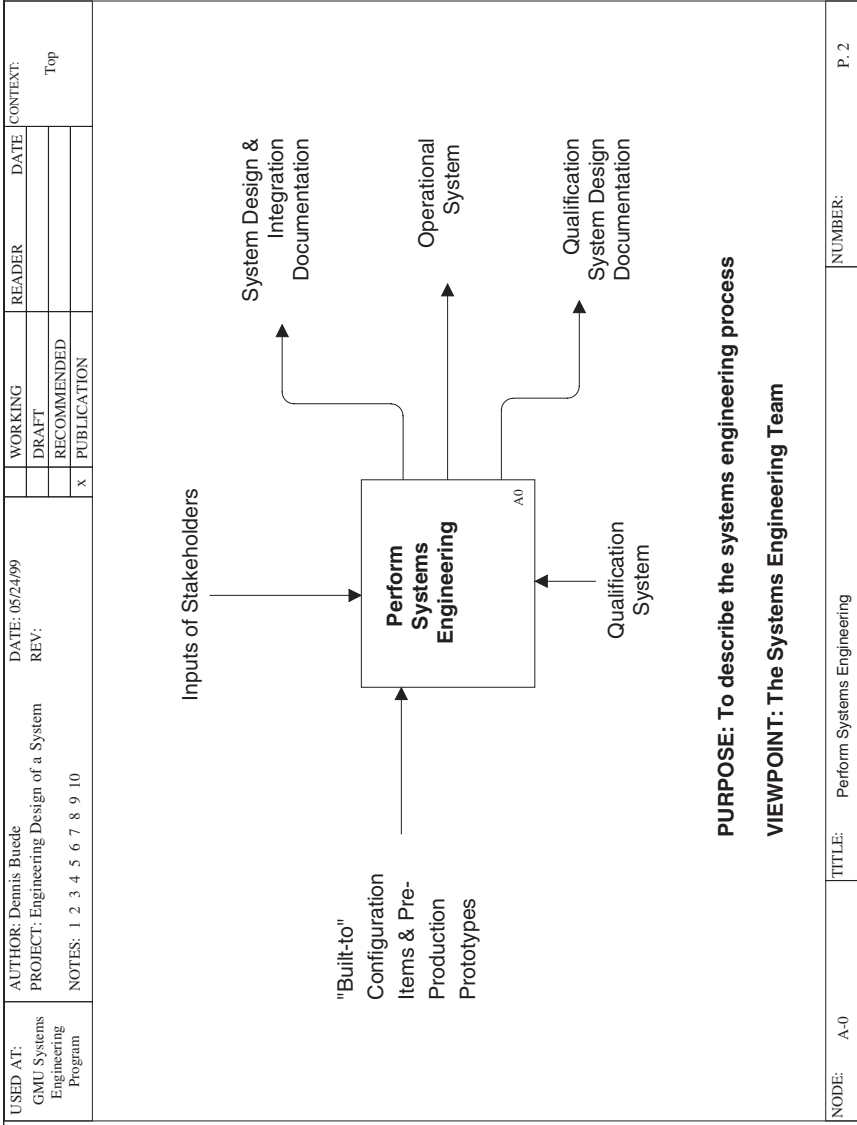 USED AT:
GMU Systems
Engineering
Program
AUTHOR: Dennis Buede
PROJECT: Engineering Design of a System
NOTES: 1 2 3 4 5 6 7 8 9 10
DATE: 05/24/99
REV:
WORKING
DRAFT
RECOMMENDED
x PUBLICATION
READER DATE
CONTEXT:
Top
Inputs of Stakeholders
"Built-to"
Configuration
Items & Pre-
Production
Prototypes
Perform
Systems
Engineering
A0
System Design &
Integration
Documentation
Operational
System
Qualification
System Design
Documentation
Qualification
System
PURPOSE: To describe the systems engineering process
VIEWPOINT: The Systems Engineering Team
NODE: A-0
TITLE: Perform Systems Engineering
NUMBER: P. 2